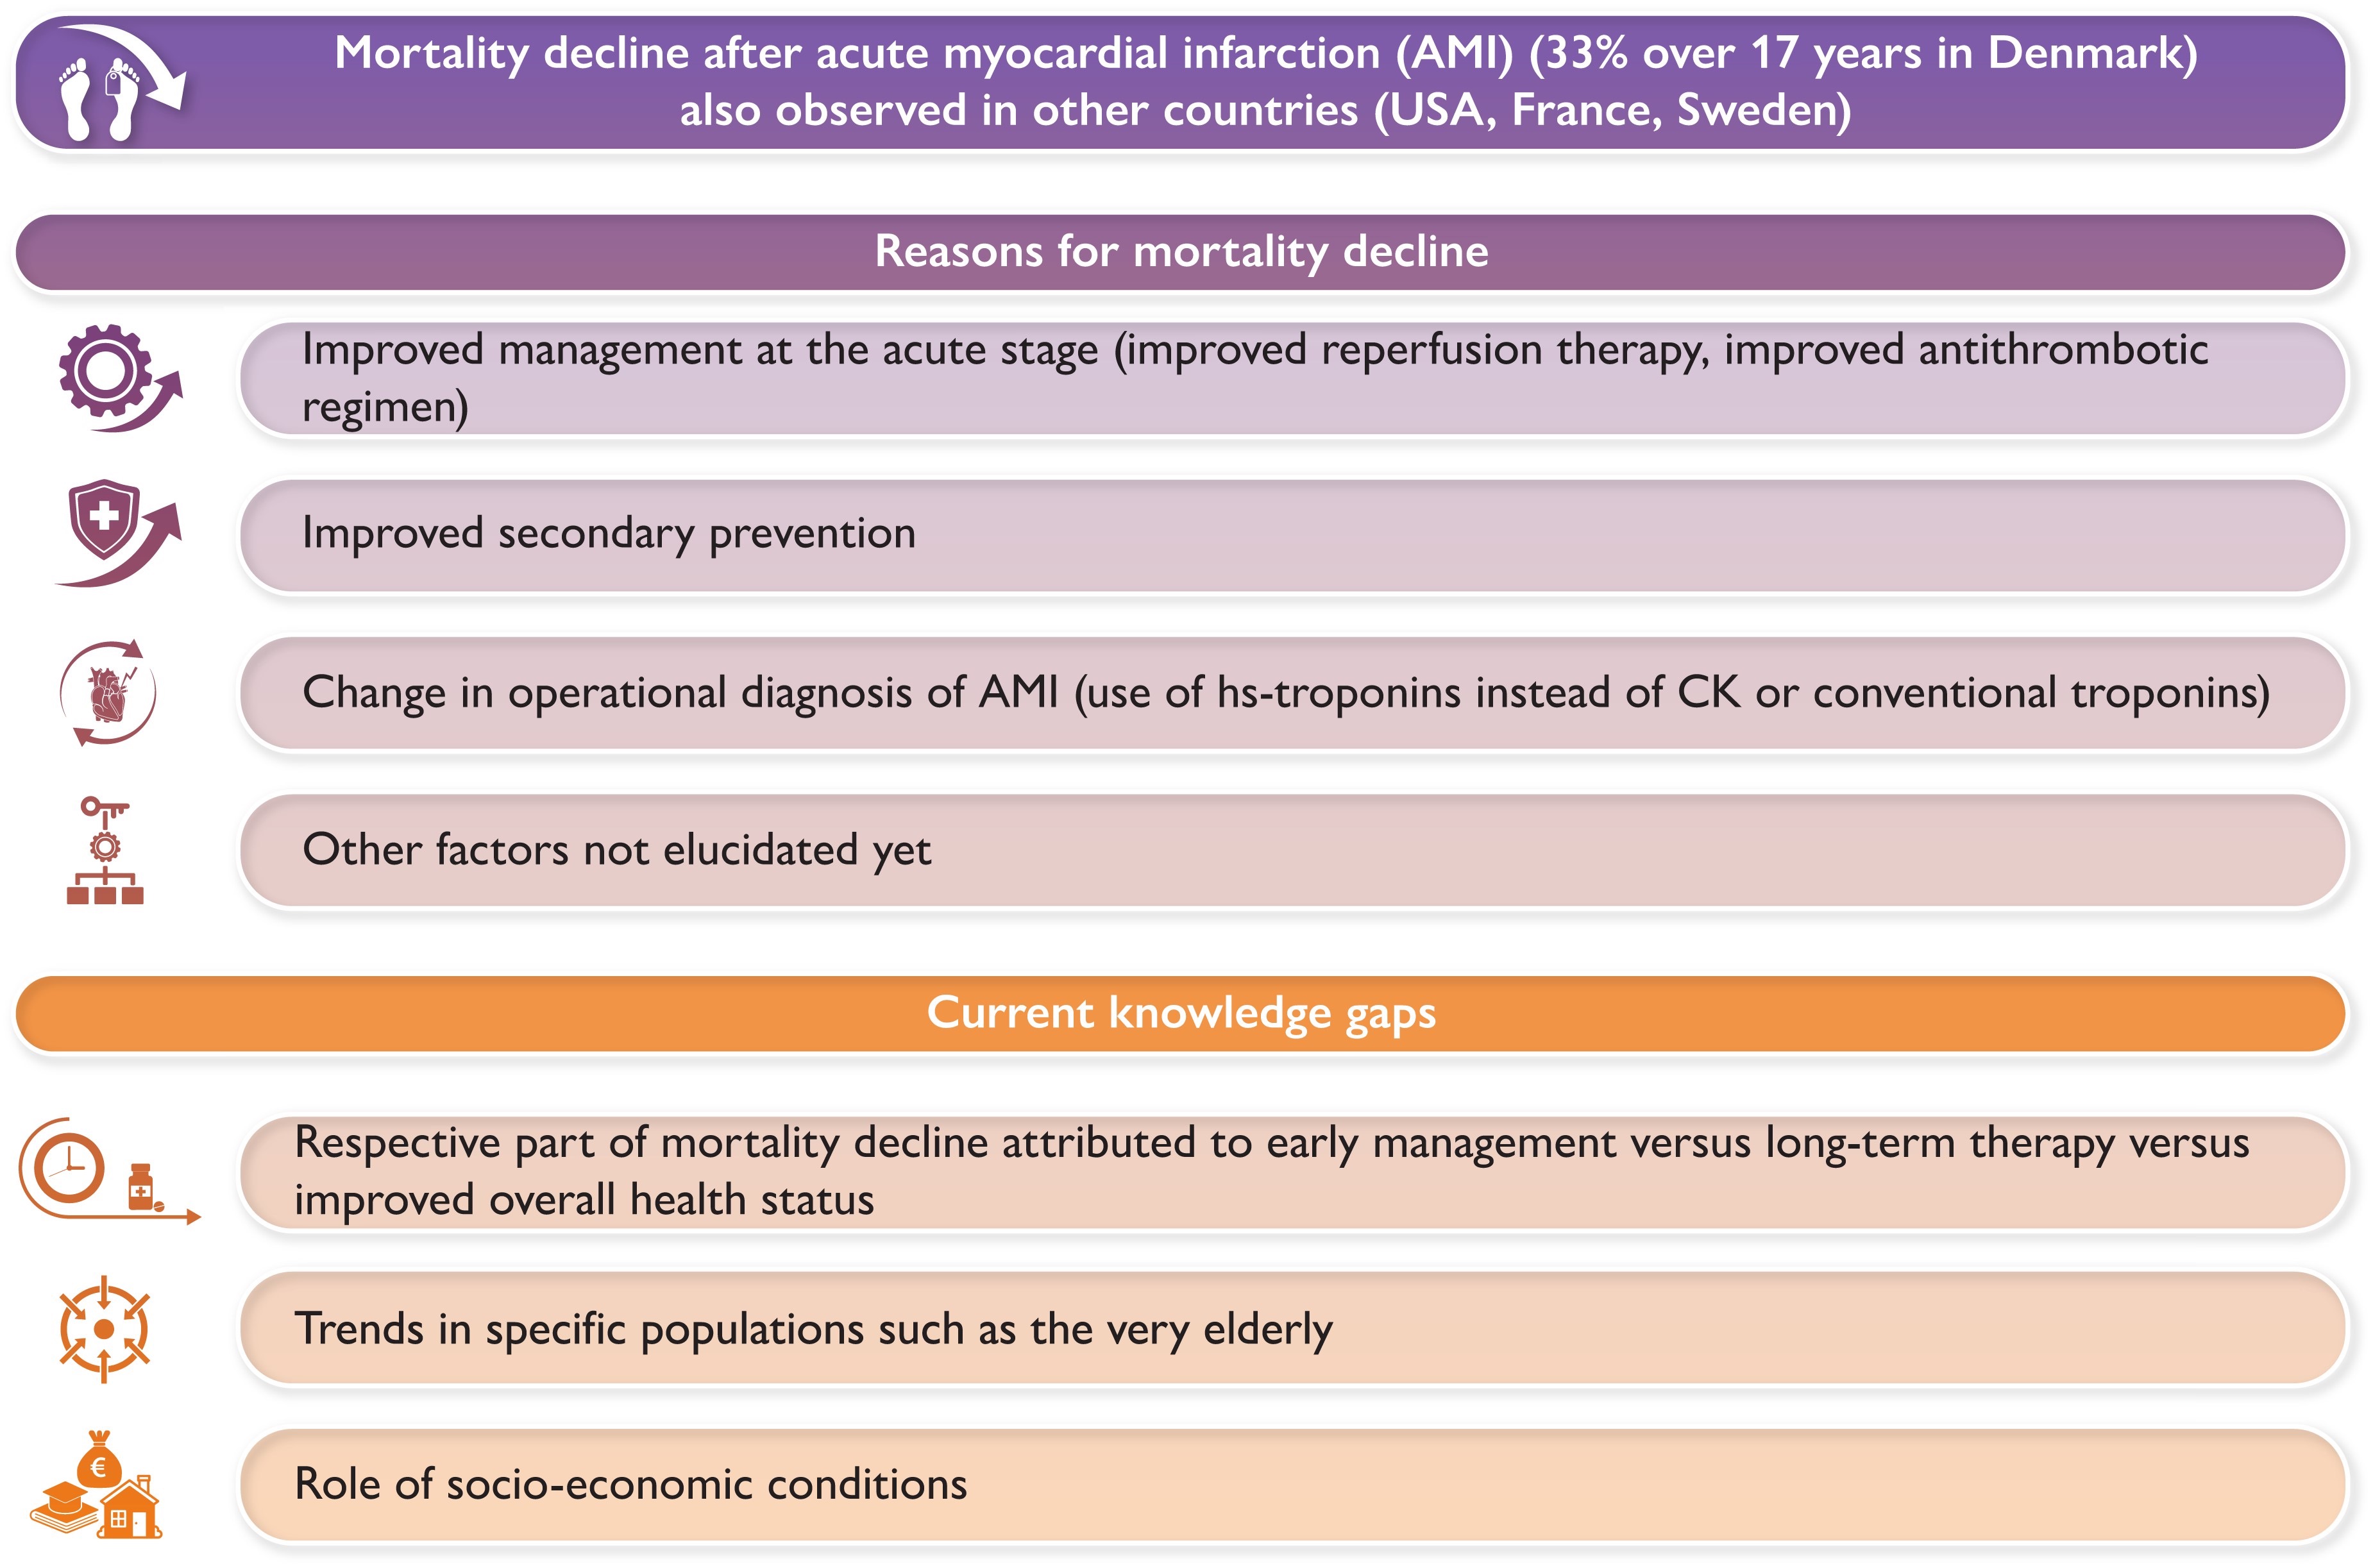 Mortality decline after acute myocardial infarction (AMI) (33% over 17 years in Denmark)
also observed in other countries (USA, France, Sweden)
Reasons for mortality decline
Improved management at the acute stage (improved reperfusion therapy, improved antithrombotic
regimen)
Improved secondary prevention
Change in operational diagnosis of AMI (use of hs-troponins instead of CK or conventional troponins)
Other factors not elucidated yet
Current knowledge gaps
Respective part of mortality decline attributed to early management versus long-term therapy versus
improved overall health status
Trends in specific populations such as the very elderly
€
Role of socio-economic conditions